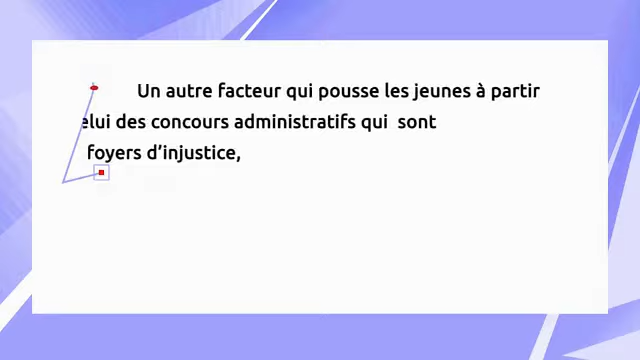 Un autre facteur qui pousse les jeunes à partir
elui des concours administratifs qui sont
foyers d’injustice,